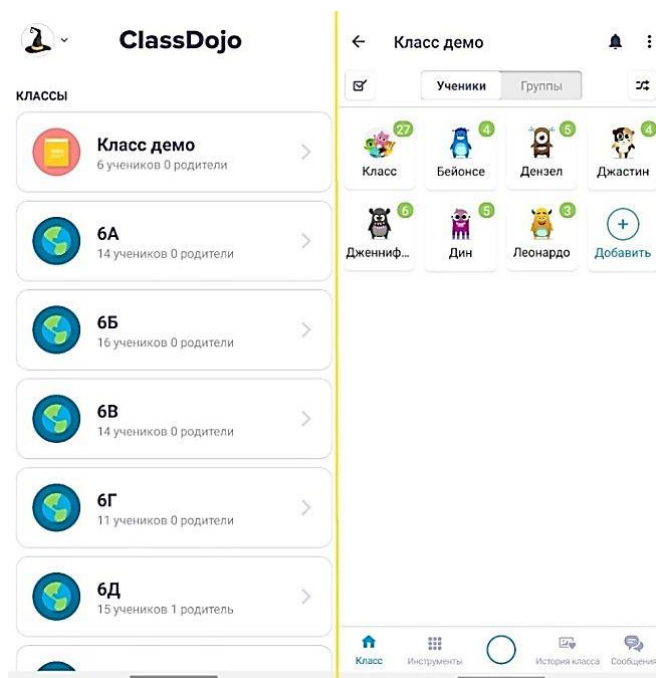 ClassDojo
КЛАССЫ
Класс демо
6 учеников 0 родители
6А
14 учеников 0 родители
6Б
16 учеников 0 родители
6В
14 учеников 0 родители
6Г
11 учеников 0 родители
6Д
15 учеников 1 родитель
Класс демо
Ученики Группы
27 4 5 4
Класс Бейонсе Дензел Джастин
6 5 3
Дженниф... Дин Леонардо Добавить
Класс Инструменты История класса Сообщения